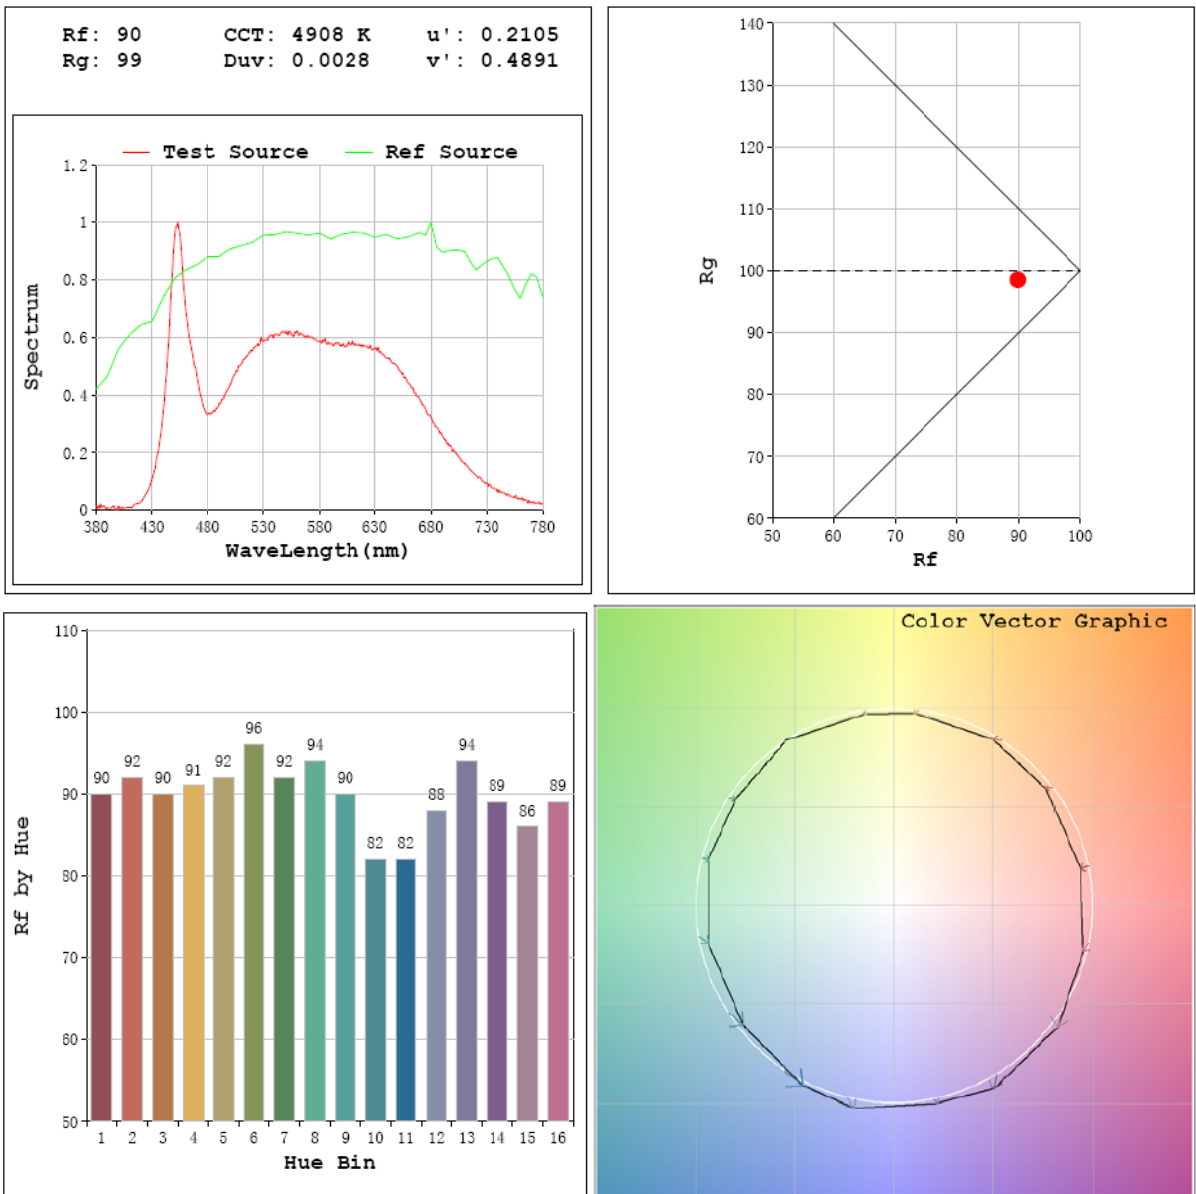 Rf: 90 CCT: 4908 K u': 0.2105
Rg: 99 Duv: 0.0028 v': 0.4891
Test Source Ref Source
1.2
1
0.8
0.6
0.4
0.2
0
Spectrum
380 430 480 530 580 630 680 730 780
WaveLength(nm)
140
130
120
110
100
90
80
70
60
Rg
50 60 70 80 90 100
Rf
110
100
90
80
70
60
50
Rf by Hue
90 92 90 91 92 96 92 94 90 82 82 88 94 89 86 89
1 2 3 4 5 6 7 8 9 10 11 12 13 14 15 16
Hue Bin
Color Vector Graphic